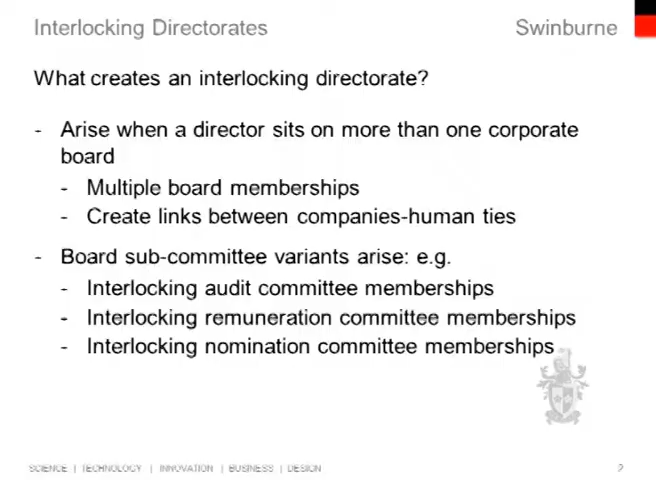 Interlocking Directorates
Swinburne
What creates an interlocking directorate?
- Arise when a director sits on more than one corporate
board
- Multiple board memberships
- Create links between companies-human ties
- Board sub-committee variants arise: e.g.
- Interlocking audit committee memberships
- Interlocking remuneration committee memberships
- Interlocking nomination committee memberships
SCIENCE | TECHNOLOGY | INNOVATION | BUSINESS | DESIGN
2